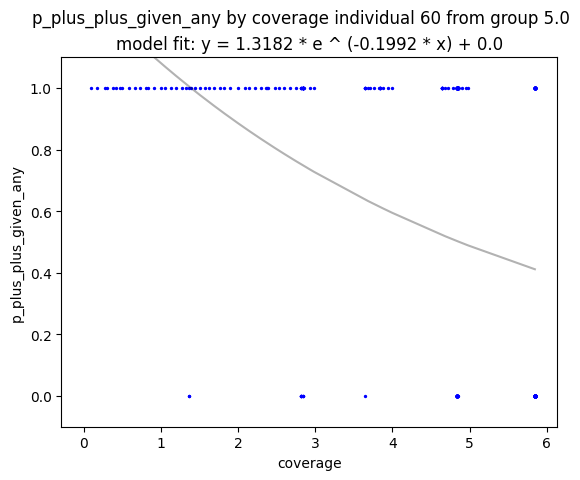 p_plus_plus_given_any by coverage individual 60 from group 5.0
model fit: y = 1.3182 * e ^ (-0.1992 * x) + 0.0
1.0
0.8
0.6
0.4
0.2
0.0
p_plus_plus_given_any
0 1 2 3 4 5 6
coverage